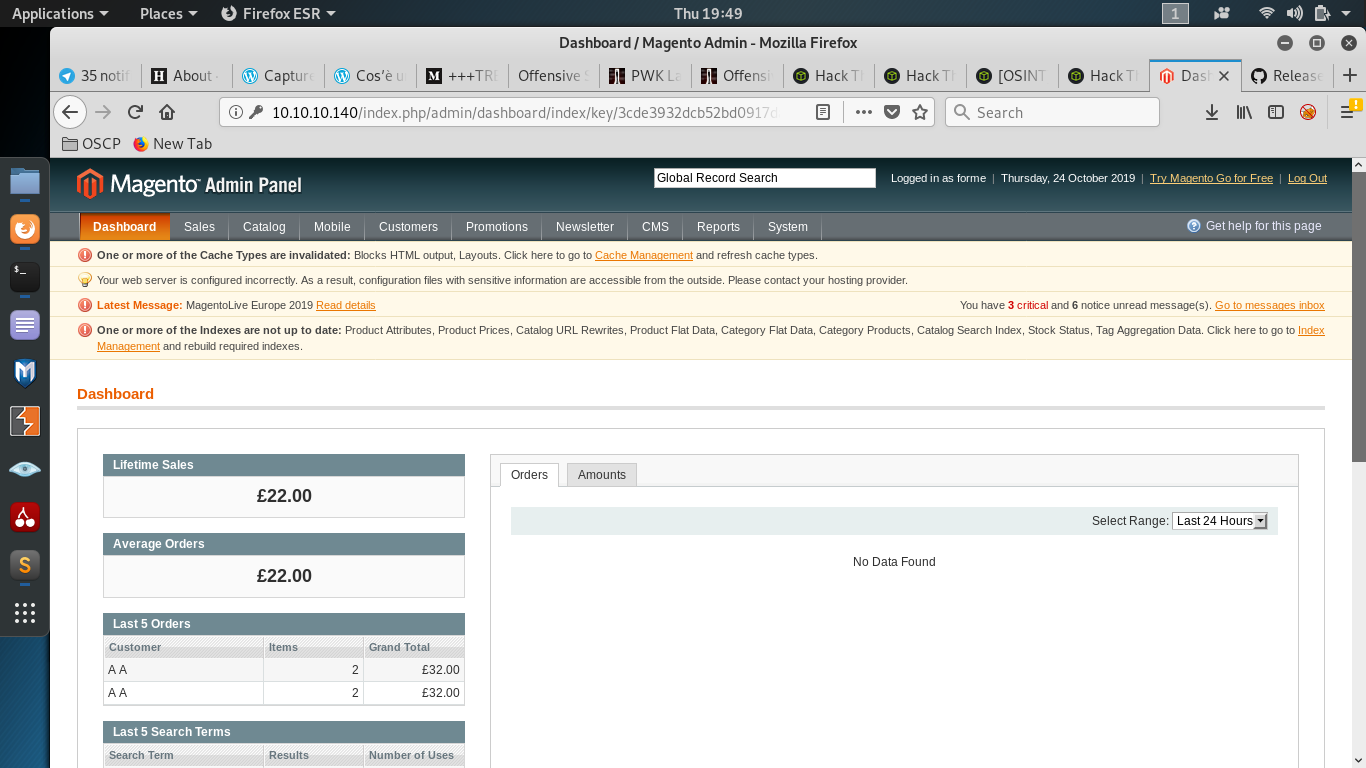 Applications Places Firefox ESR Thu 19:49 1
Dashboard / Magento Admin - Mozilla Firefox
35 notif H About - Capture Cos'è u M +++TRE Offensive S PWK La Offensi Hack Th Hack Th [OSINT Hack Th Dash Release
10.10.10.140/index.php/admin/dashboard/index/key/3cde3932dcb52bd0917d Search
OSCP New Tab
Magento Admin Panel Global Record Search Logged in as forme | Thursday, 24 October 2019 | Try Magento Go for Free | Log Out
Dashboard Sales Catalog Mobile Customers Promotions Newsletter CMS Reports System Get help for this page
One or more of the Cache Types are invalidated: Blocks HTML output, Layouts. Click here to go to Cache Management and refresh cache types.
Your web server is configured incorrectly. As a result, configuration files with sensitive information are accessible from the outside. Please contact your hosting provider.
Latest Message: MagentoLive Europe 2019 Read details You have 3 critical and 6 notice unread message(s). Go to messages inbox
One or more of the Indexes are not up to date: Product Attributes, Product Prices, Catalog URL Rewrites, Product Flat Data, Category Flat Data, Category Products, Catalog Search Index, Stock Status, Tag Aggregation Data. Click here to go to Index
Management and rebuild required indexes.
Dashboard
Lifetime Sales
£22.00
Average Orders
£22.00
Last 5 Orders
Customer Items Grand Total
A A 2 £32.00
A A 2 £32.00
Last 5 Search Terms
Search Term Results Number of Uses
Orders Amounts
Select Range: Last 24 Hours
No Data Found